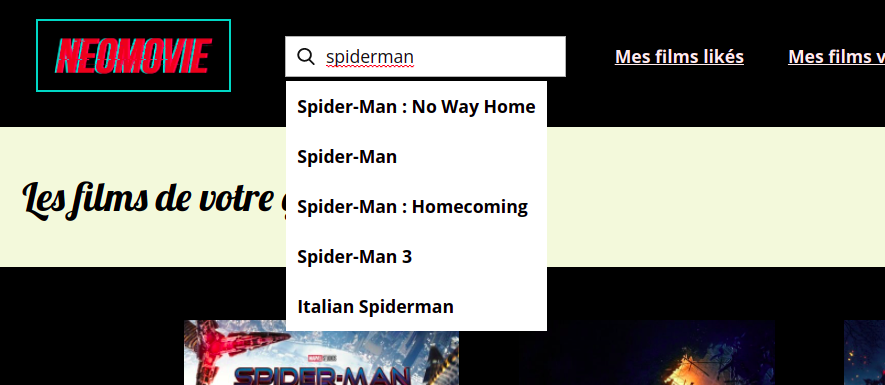 NEOMOVIE
spiderman
Mes films likés
Mes films v
Spider-Man : No Way Home
Spider-Man
Spider-Man : Homecoming
Spider-Man 3
Italian Spiderman
Les films de votre
MARVEL STUDIOS
SPIDER-MAN